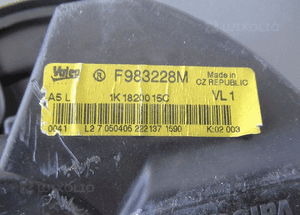 Valeo ® F983228M Made in
CZ REPUBLIC
A5 L 1K1820015C VL 1
0041 L2 7 050405 222137 1590 K:02 003